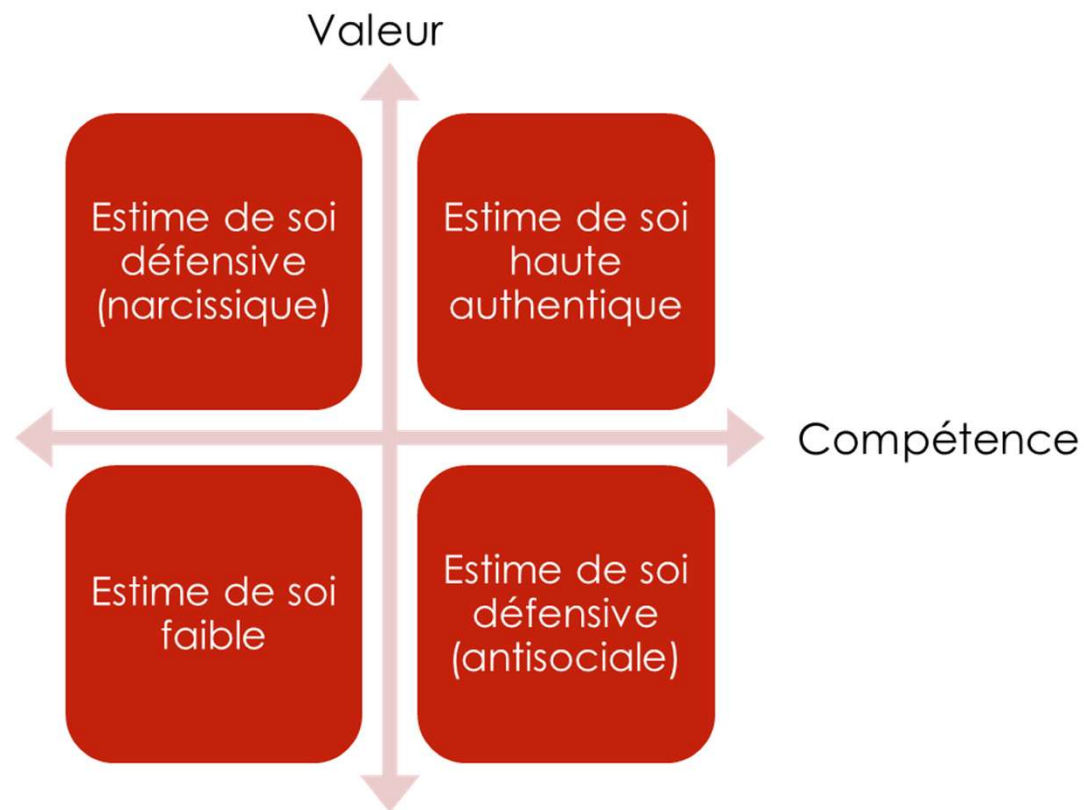 Valeur
Estime de soi
défensive
(narcissique)
Estime de soi
haute
authentique
Compétence
Estime de soi
faible
Estime de soi
défensive
(antisociale)